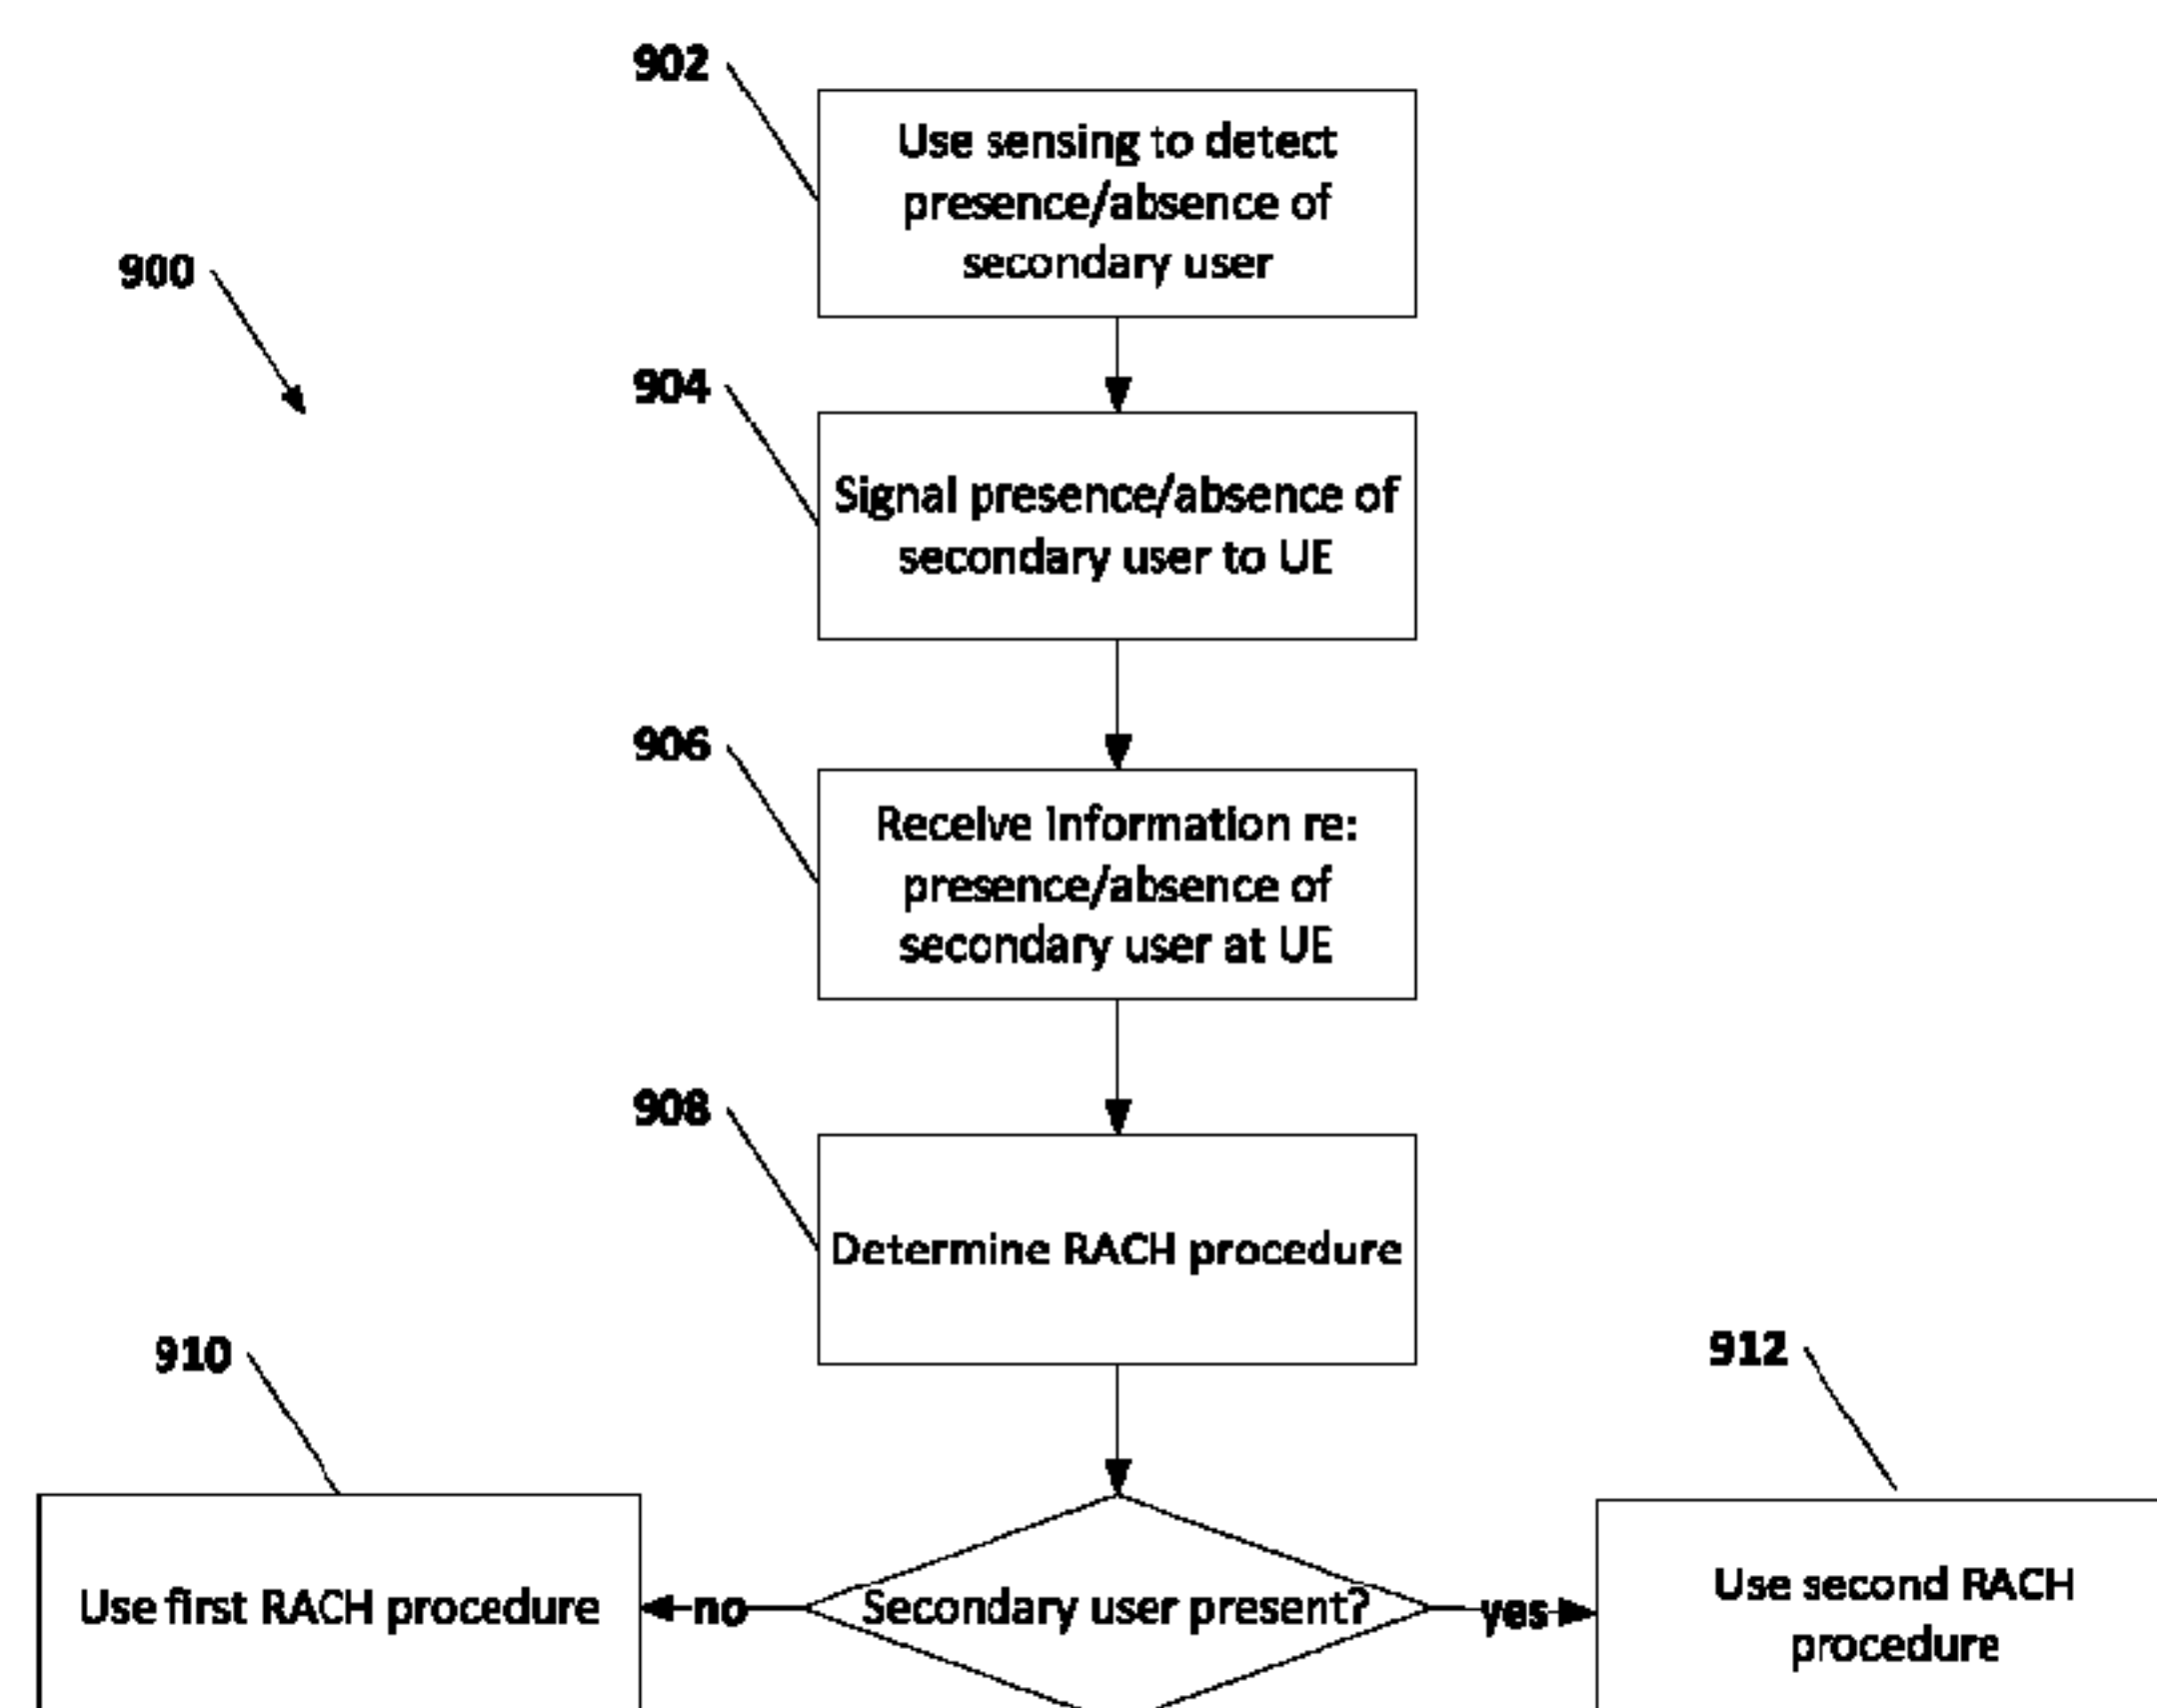 902
Use sensing to detect
presence/absence of
secondary user
900
904
Signal presence/absence of
secondary user to UE
906
Receive information re:
presence/absence of
secondary user at UE
908
Determine RACH procedure
910
912
Use first RACH procedure
no
Secondary user present?
yes
Use second RACH
procedure